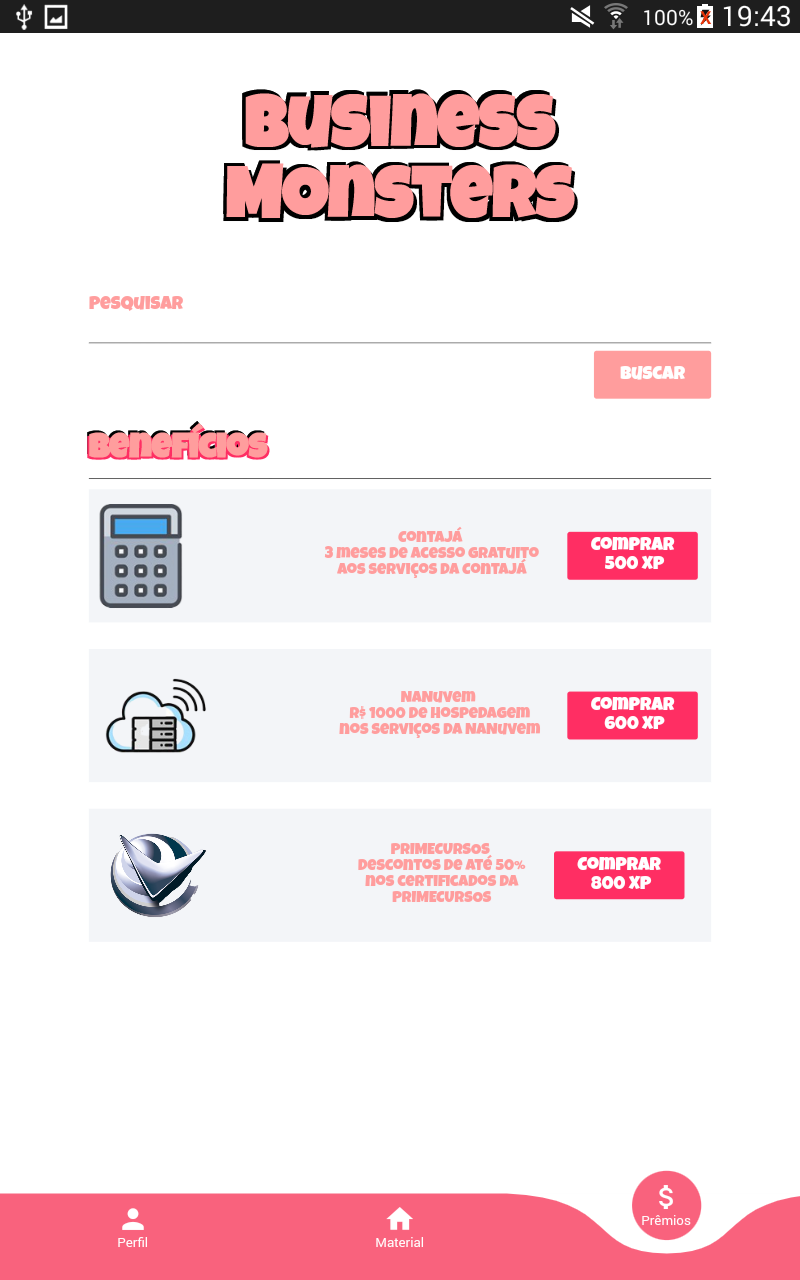 100% 19:43
Business
Monsters
Pesquisar
Buscar
Benefícios
Contajá
3 meses de acesso gratuito
aos serviços da Contajá
Comprar
500 XP
Nanuvem
R$ 1000 de hospedagem
nos serviços da Nanuvem
Comprar
600 XP
Primecursos
Descontos de até 50%
nos certificados da
Primecursos
Comprar
800 XP
Perfil
Material
$
Prêmios